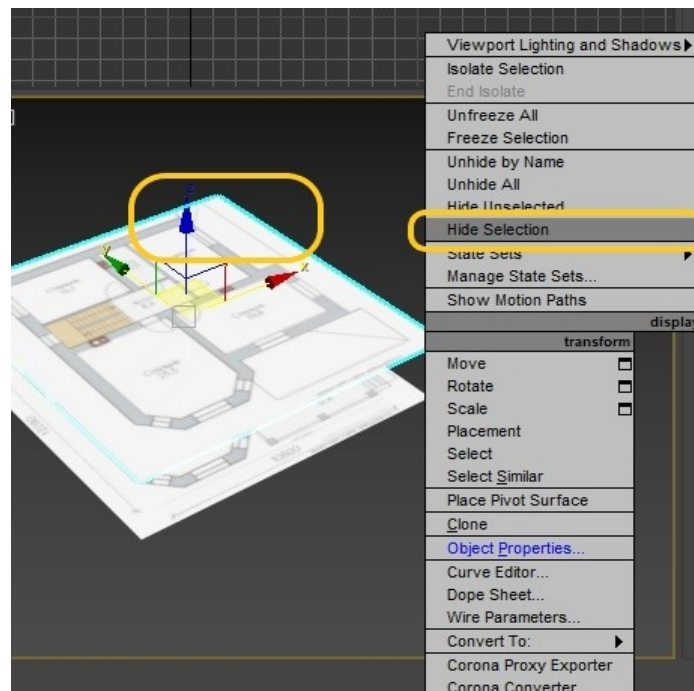 Viewport Lighting and Shadows
Isolate Selection
End Isolate
Unfreeze All
Freeze Selection
Unhide by Name
Unhide All
Hide Unselected
Hide Selection
State Sets
Manage State Sets...
Show Motion Paths
display
transform
Move
Rotate
Scale
Placement
Select
Select Similar
Place Pivot Surface
Clone
Object Properties...
Curve Editor...
Dope Sheet...
Wire Parameters...
Convert To:
Corona Proxy Exporter
Corona Converter
z
y
x